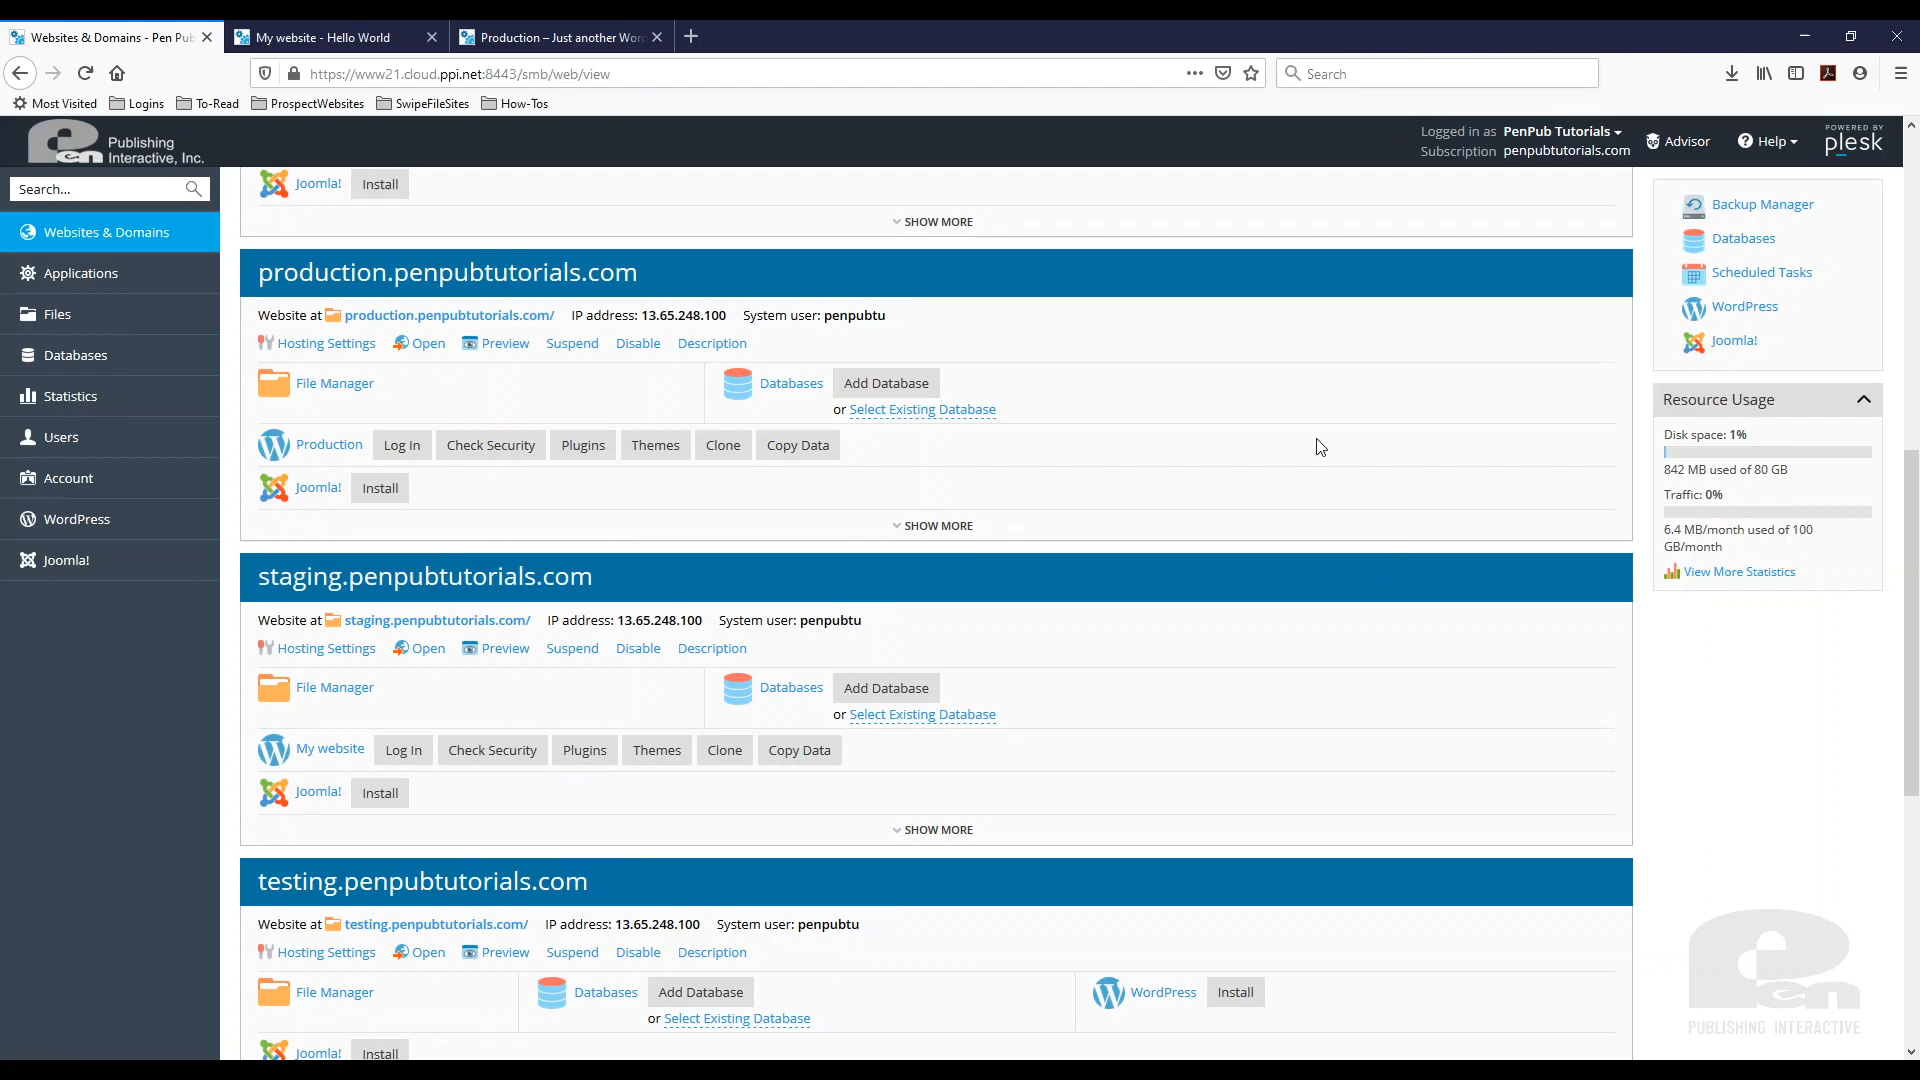 Websites & Domains - Pen Pub
My website - Hello World
Production – Just another Wor
https://www21.cloud.ppi.net:8443/smb/web/view
Search
Most Visited
Logins
To-Read
ProspectWebsites
SwipeFileSites
How-Tos
en Publishing Interactive, Inc.
Logged in as PenPub Tutorials
Subscription penpubtutorials.com
Advisor
Help
POWERED BY
plesk
Search...
Websites & Domains
Applications
Files
Databases
Statistics
Users
Account
WordPress
Joomla!
Joomla! Install
SHOW MORE
production.penpubtutorials.com
Website at production.penpubtutorials.com/ IP address: 13.65.248.100 System user: penpubtu
Hosting Settings Open Preview Suspend Disable Description
File Manager
Databases Add Database
or Select Existing Database
Production Log In Check Security Plugins Themes Clone Copy Data
Joomla! Install
SHOW MORE
staging.penpubtutorials.com
Website at staging.penpubtutorials.com/ IP address: 13.65.248.100 System user: penpubtu
Hosting Settings Open Preview Suspend Disable Description
File Manager
Databases Add Database
or Select Existing Database
My website Log In Check Security Plugins Themes Clone Copy Data
Joomla! Install
SHOW MORE
testing.penpubtutorials.com
Website at testing.penpubtutorials.com/ IP address: 13.65.248.100 System user: penpubtu
Hosting Settings Open Preview Suspend Disable Description
File Manager
Databases Add Database
or Select Existing Database
WordPress Install
Joomla! Install
Backup Manager
Databases
Scheduled Tasks
WordPress
Joomla!
Resource Usage
Disk space: 1%
842 MB used of 80 GB
Traffic: 0%
6.4 MB/month used of 100
GB/month
View More Statistics
en
PUBLISHING INTERACTIVE